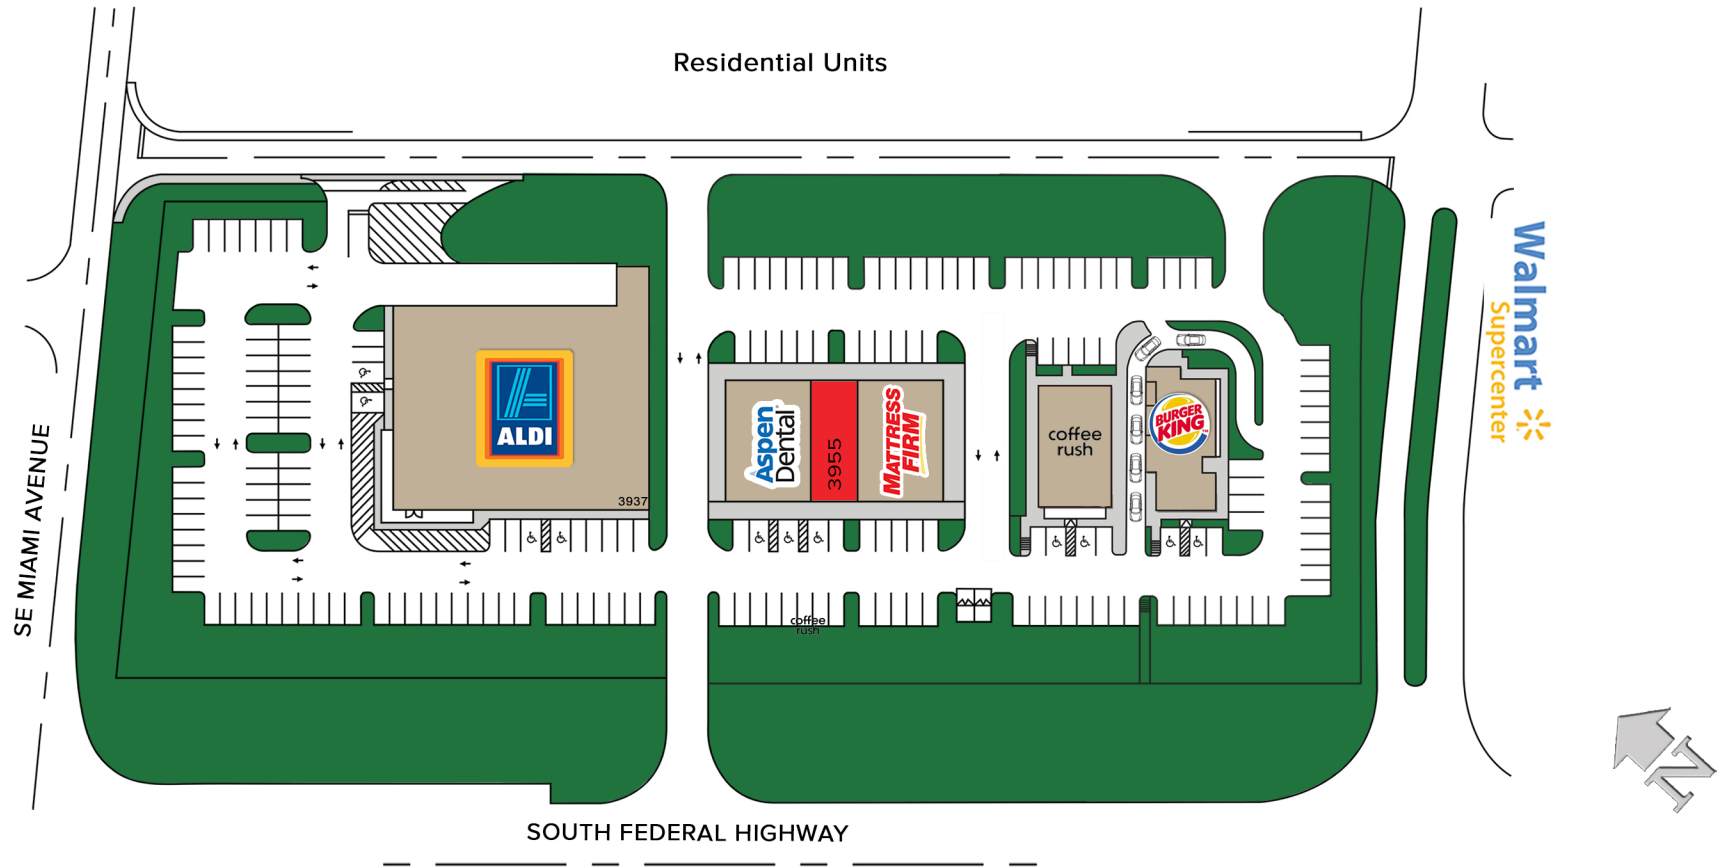 Residential Units
SE MIAMI AVENUE
ALDI
3937
Aspen
Dental
3955
MATTRESS
FIRM
coffee
rush
BURGER
KING
™
Walmart
Supercenter
coffee
rush
N
SOUTH FEDERAL HIGHWAY